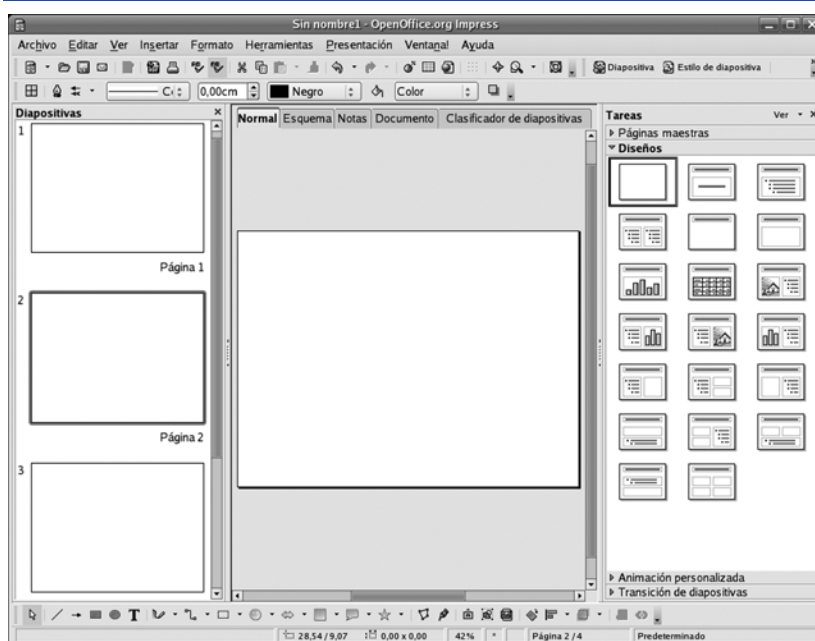 Sin nombre1 - OpenOffice.org Impress
Archivo Editar Ver Insertar Formato Herramientas Presentación Ventana! Ayuda
Diapositiva Estilo de diapositiva
0,00cm Negro Color
Diapositivas
Normal Esquema Notas Documento Clasificador de diapositivas
Tareas Ver
Páginas maestras
Diseños
1
Página 1
2
Página 2
3
Animación personalizada
Transición de diapositivas
T
28,54 / 9,07 0,00 x 0,00 42% * Página 2 / 4 Predeterminado